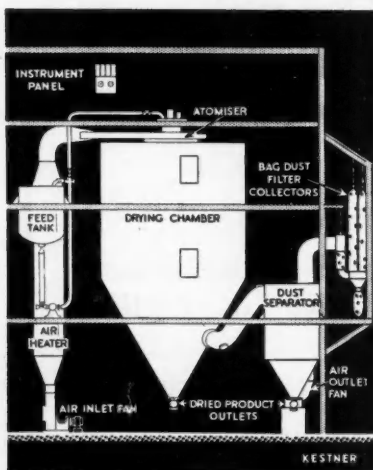 INSTRUMENT
PANEL
ATOMISER
BAG DUST
FILTER
COLLECTORS
FEED
TANK
DRYING CHAMBER
DUST
SEPARATOR
AIR
HEATER
AIR
OUTLET
FAN
AIR INLET FAN
DRIED PRODUCT
OUTLETS
KESTNER